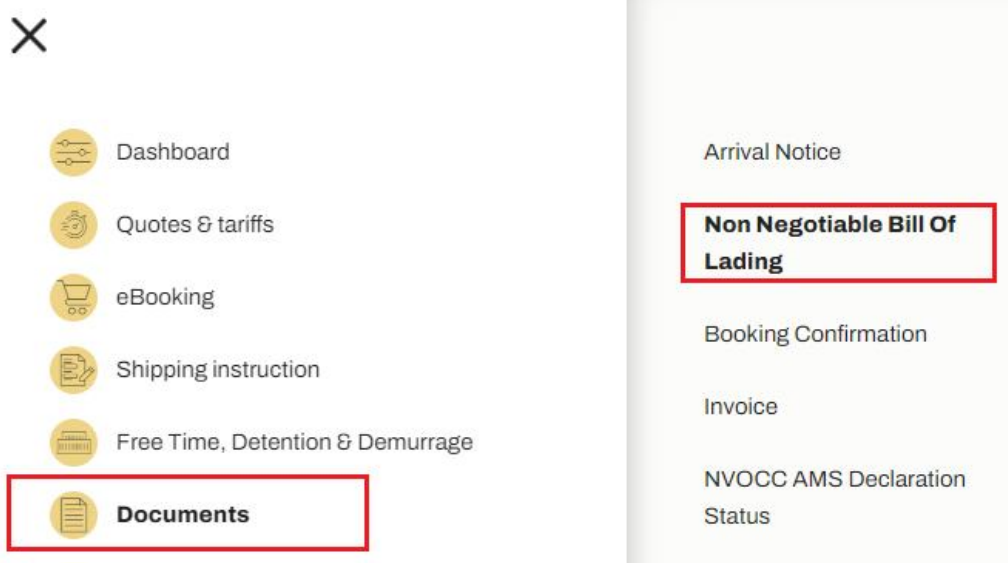 Dashboard
Quotes & tariffs
eBooking
Shipping instruction
Free Time, Detention & Demurrage
Documents
Arrival Notice
Non Negotiable Bill Of
Lading
Booking Confirmation
Invoice
NVOCC AMS Declaration
Status